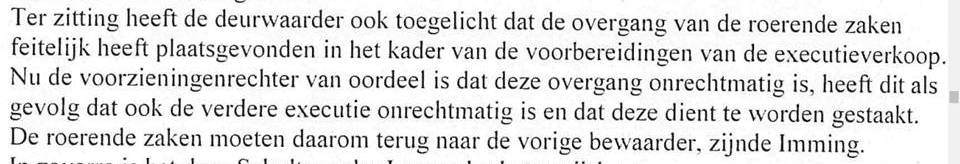 Ter zitting heeft de deurwaarder ook toegelicht dat de overgang van de roerende zaken
feitelijk heeft plaatsgevonden in het kader van de voorbereidingen van de executieverkoop.
Nu de voorzieningenrechter van oordeel is dat deze overgang onrechtmatig is, heeft dit als
gevolg dat ook de verdere executie onrechtmatig is en dat deze dient te worden gestaakt.
De roerende zaken moeten daarom terug naar de vorige bewaarder, zijnde Imming.